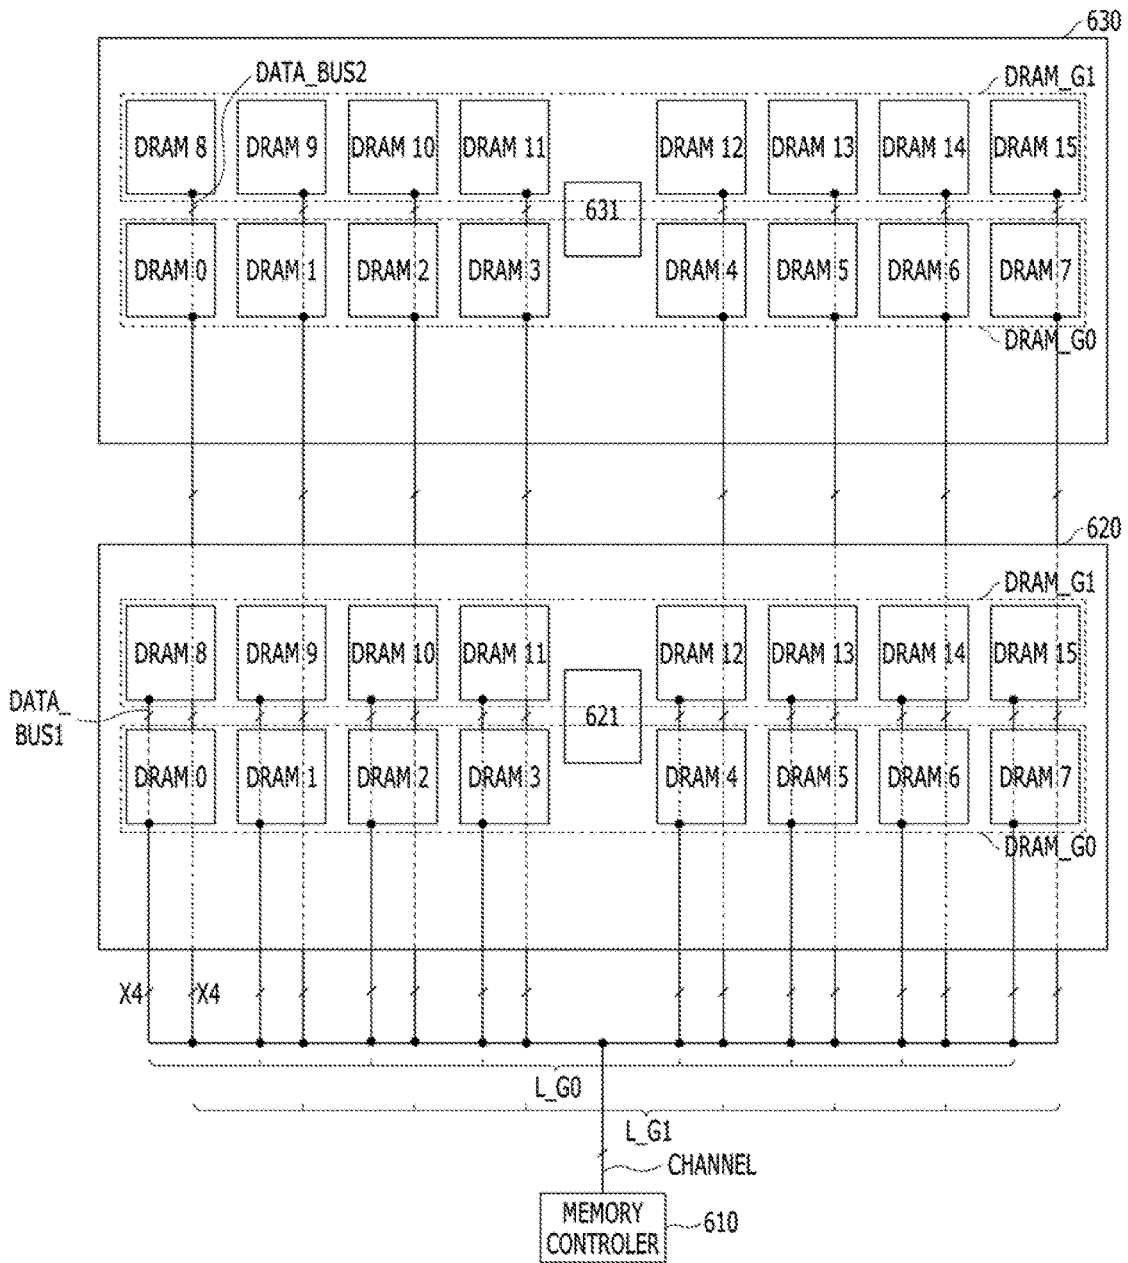 630
DATA_BUS2
DRAM_G1
DRAM 8 DRAM 9 DRAM 10 DRAM 11 DRAM 12 DRAM 13 DRAM 14 DRAM 15
631
DRAM 0 DRAM 1 DRAM 2 DRAM 3 DRAM 4 DRAM 5 DRAM 6 DRAM 7
DRAM_G0
620
DRAM_G1
DRAM 8 DRAM 9 DRAM 10 DRAM 11 DRAM 12 DRAM 13 DRAM 14 DRAM 15
DATA_
BUS1
621
DRAM 0 DRAM 1 DRAM 2 DRAM 3 DRAM 4 DRAM 5 DRAM 6 DRAM 7
DRAM_G0
X4 X4
L_G0
L_G1
CHANNEL
MEMORY
CONTROLER
610